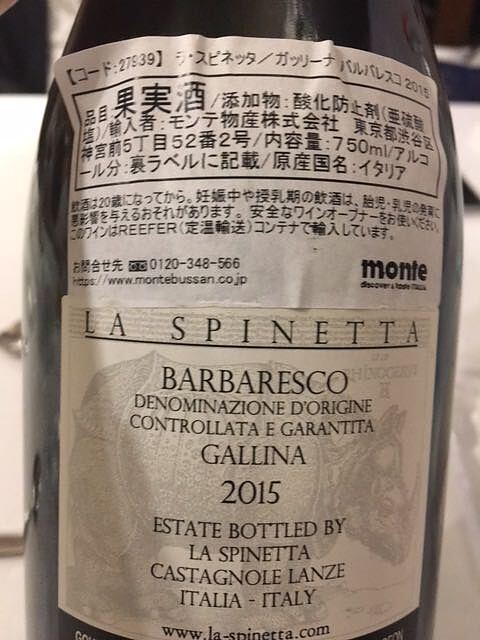 【コード:27939】 ラ・スピネッタ／ガッリーナ バルバレスコ 2015
品目 果実酒／添加物：酸化防止剤（亜硫酸
塩）／輸入者：モンテ物産株式会社 東京都渋谷区
神宮前5丁目52番2号／内容量：750ml／アルコ
ール分：裏ラベルに記載／原産国名：イタリア
飲酒は20歳になってから。妊娠中や授乳期の飲酒は、胎児・乳児の発育に
悪影響を与えるおそれがあります。安全なワインオープナーをお使いください。
このワインはREEFER（定温輸送）コンテナで輸入しています。
お問合せ先 0120-348-566
https://www.montebussan.co.jp
monte
discover & taste ITALIA
LA SPINETTA
BARBARESCO
DENOMINAZIONE D'ORIGINE
CONTROLLATA E GARANTITA
GALLINA
2015
ESTATE BOTTLED BY
LA SPINETTA
CASTAGNOLE LANZE
ITALIA - ITALY
www.la-spinetta.com